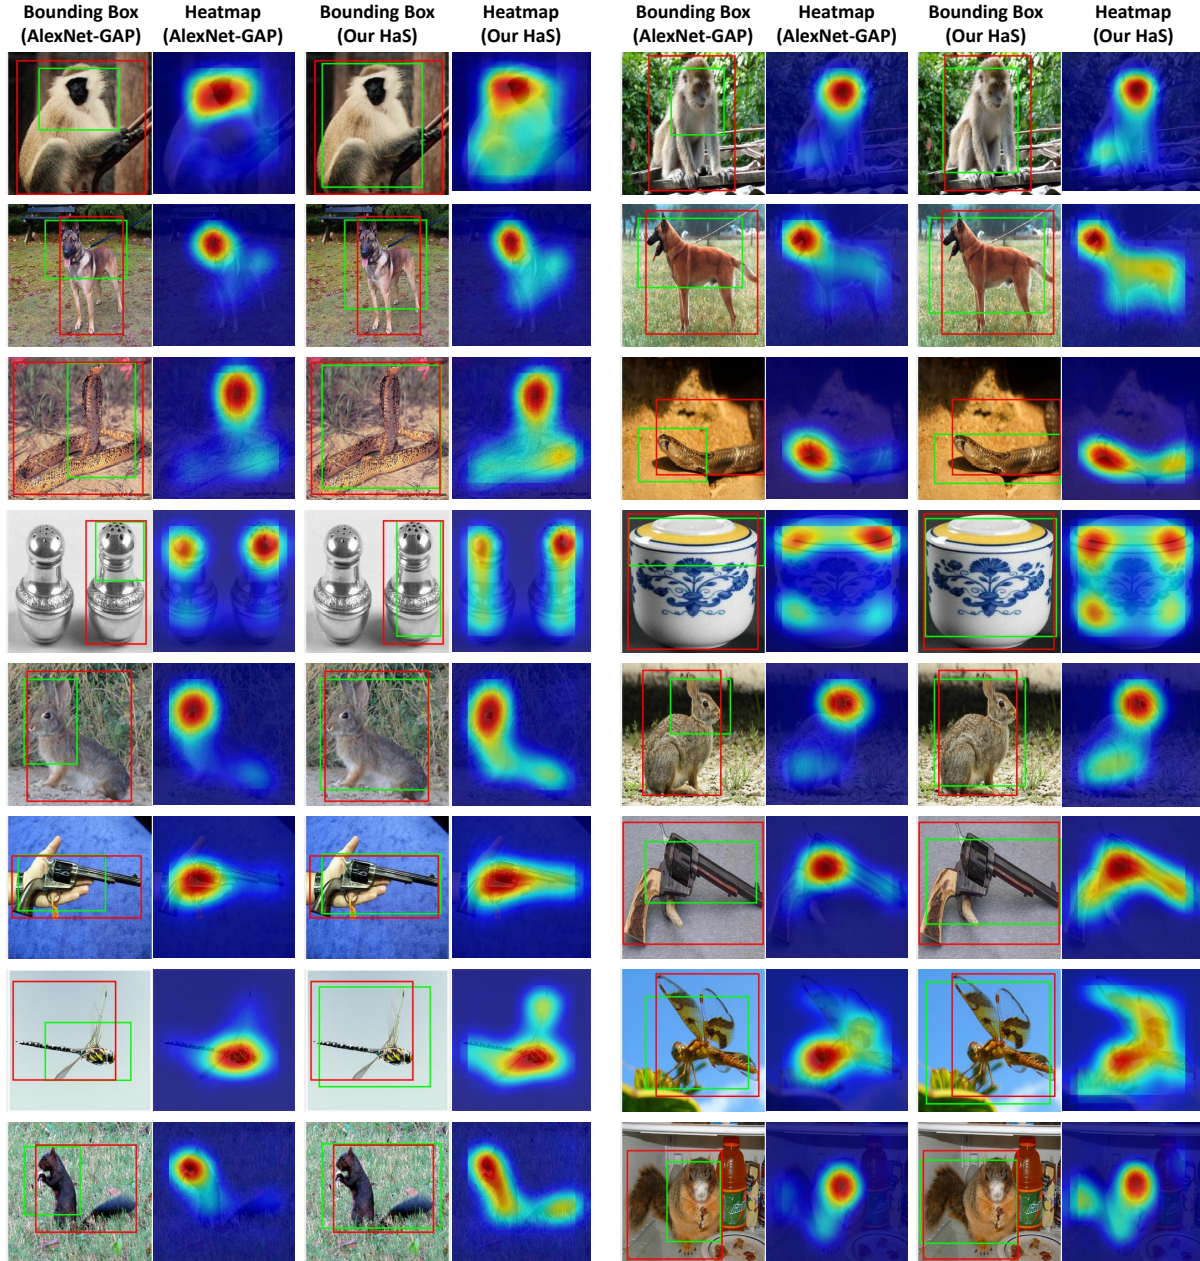 Bounding Box Heatmap Bounding Box Heatmap Bounding Box Heatmap Bounding Box Heatmap
(AlexNet-GAP) (AlexNet-GAP) (Our HaS) (Our HaS) (AlexNet-GAP) (AlexNet-GAP) (Our HaS) (Our HaS)